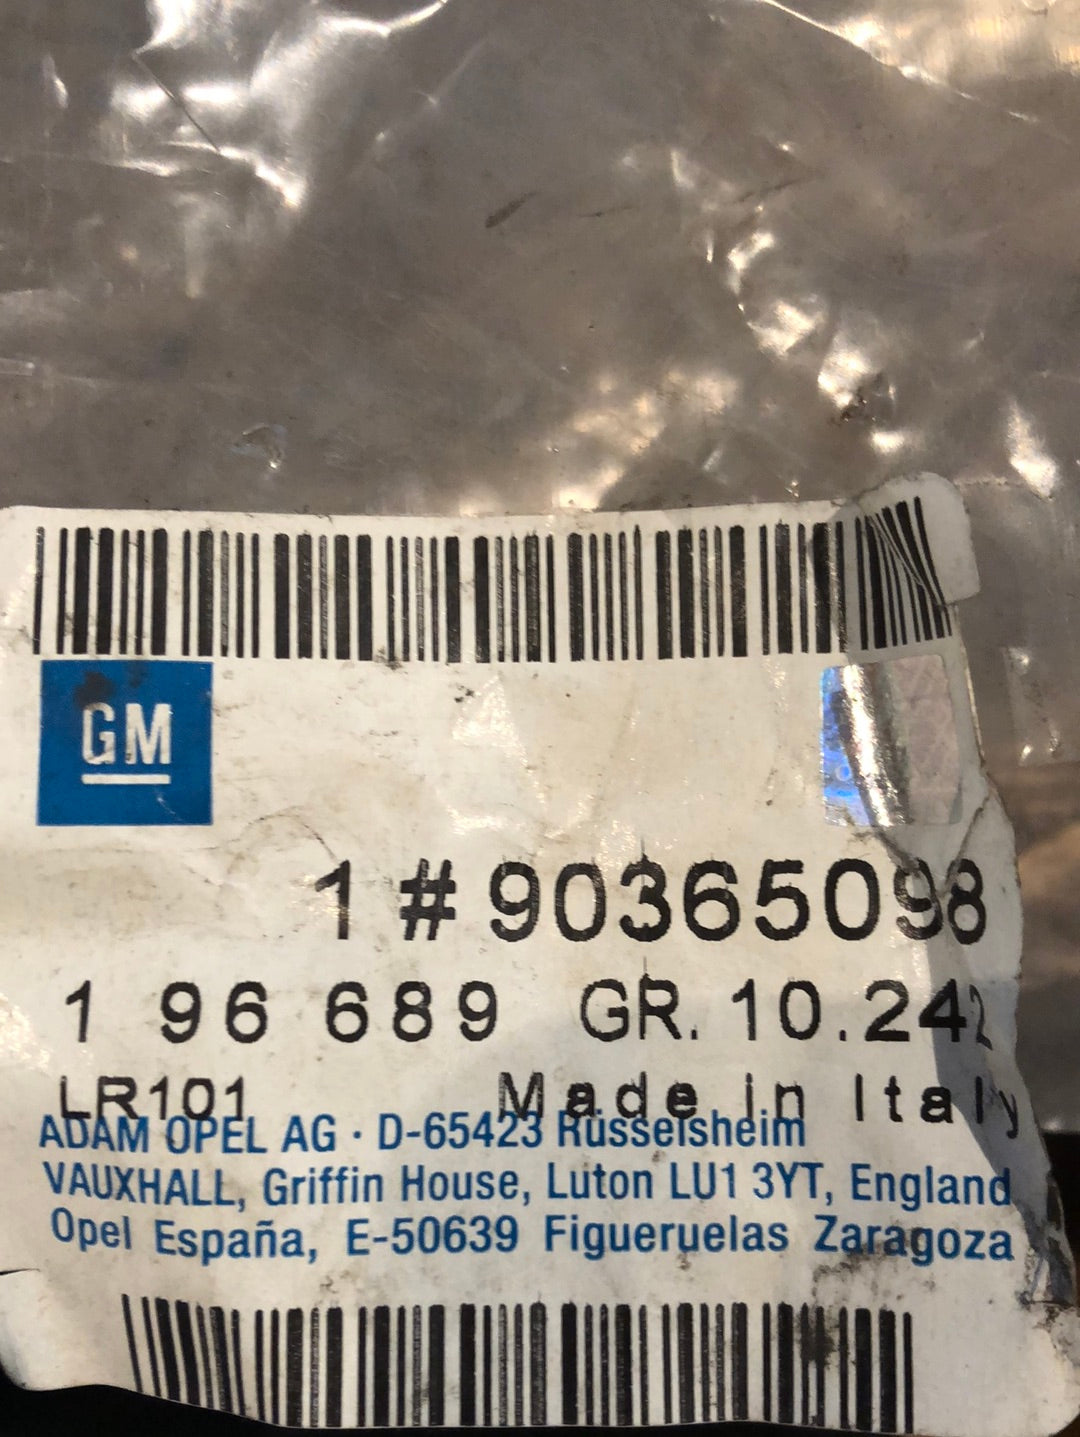 GM
1 #90365098
1 96 689 GR. 10.242
LR101 Made in Italy
ADAM OPEL AG · D-65423 Rüsselsheim
VAUXHALL, Griffin House, Luton LU1 3YT, England
Opel España, E-50639 Figueruelas Zaragoza